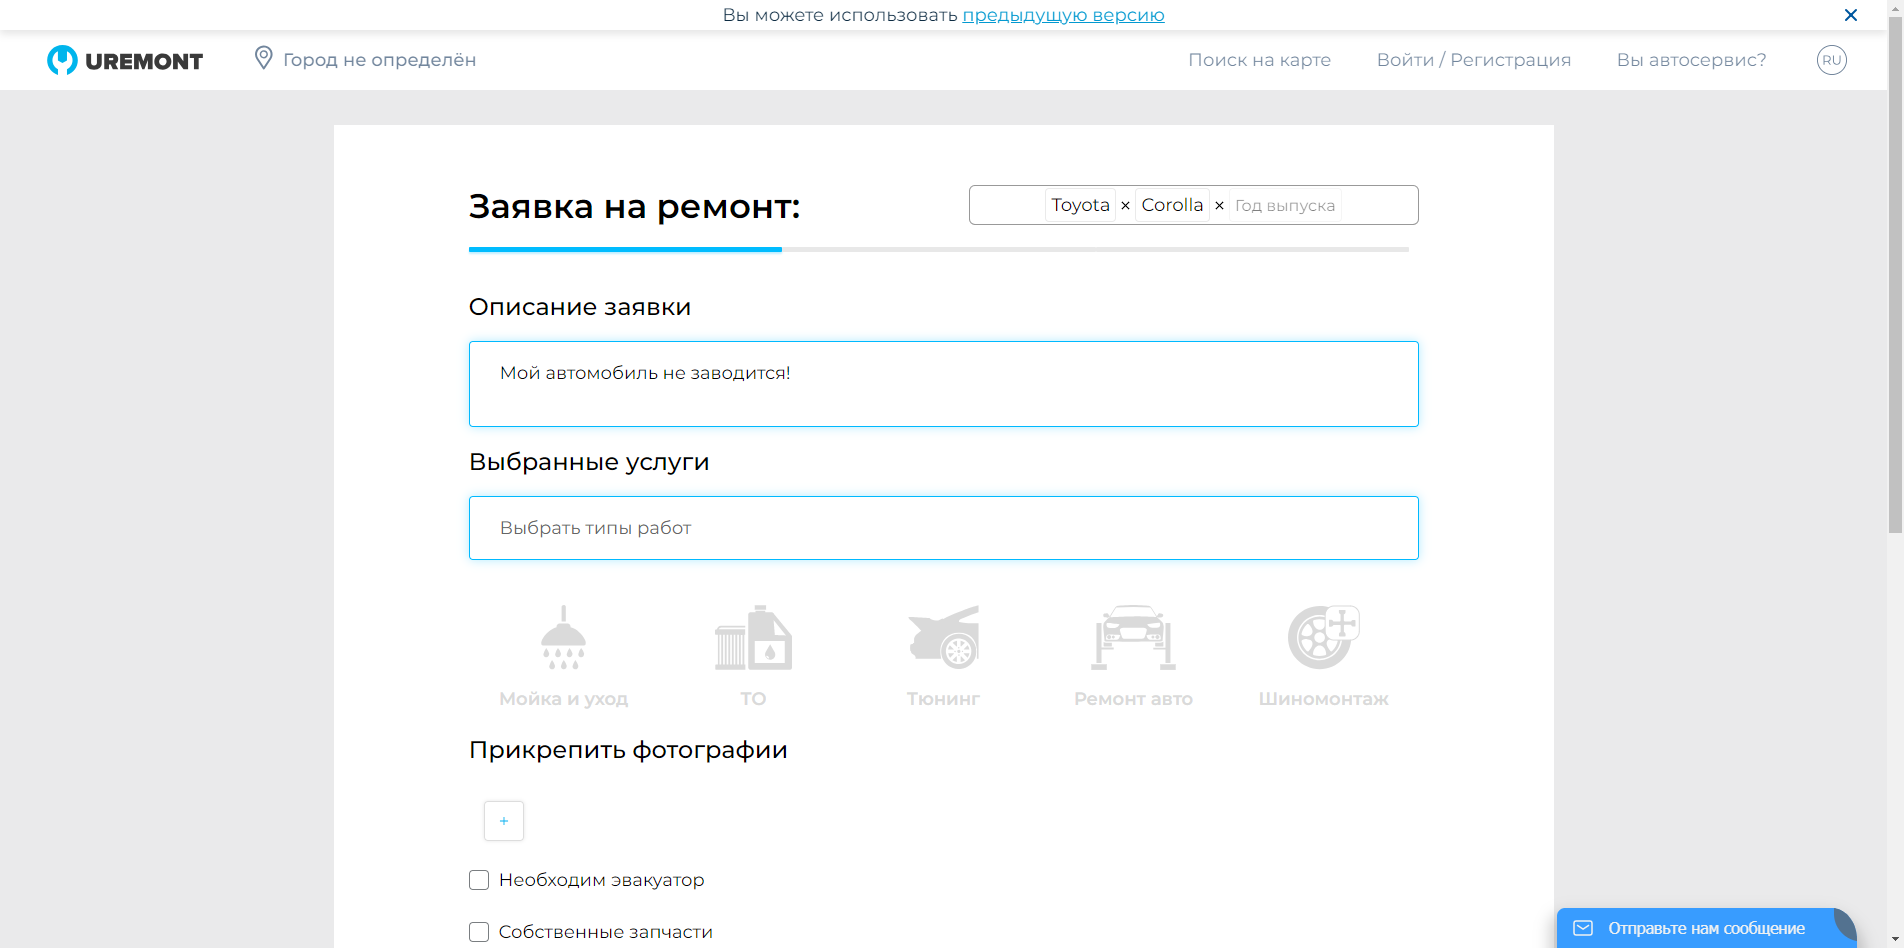 Вы можете использовать предыдущую версию
UREMONT
Город не определён
Поиск на карте
Войти / Регистрация
Вы автосервис?
RU
Заявка на ремонт:
Toyota × Corolla × Год выпуска
Описание заявки
Мой автомобиль не заводится!
Выбранные услуги
Выбрать типы работ
Мойка и уход
ТО
Тюнинг
Ремонт авто
Шиномонтаж
Прикрепить фотографии
+
Необходим эвакуатор
Собственные запчасти
Отправьте нам сообщение